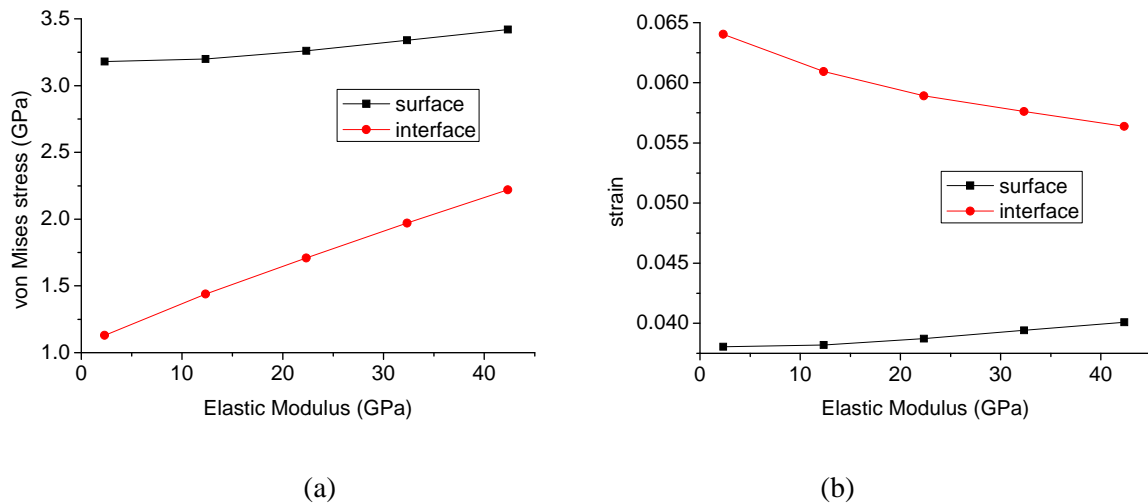 3.5
3.0
2.5
2.0
1.5
1.0
von Mises stress (GPa)
surface
interface
0 10 20 30 40
Elastic Modulus (GPa)
(a)
0.065
0.060
0.055
0.050
0.045
0.040
strain
surface
interface
0 10 20 30 40
Elastic Modulus (GPa)
(b)